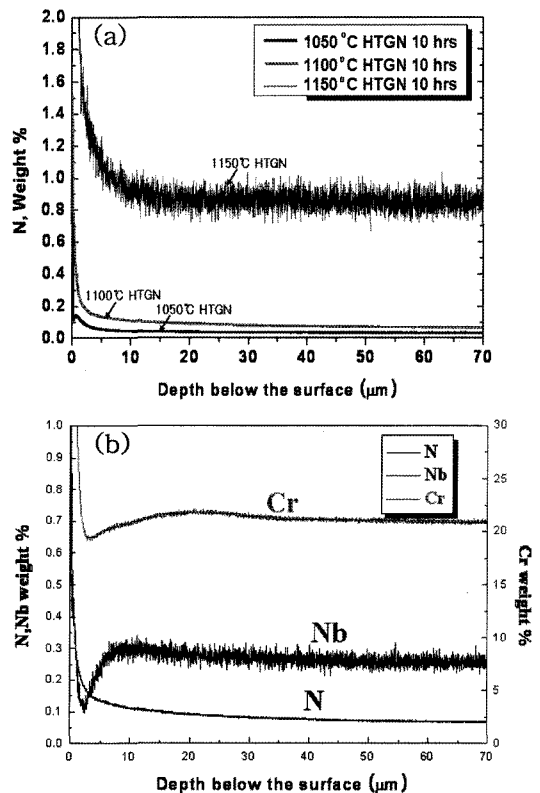 (a)
1050°C HTGN 10 hrs
1100°C HTGN 10 hrs
1150°C HTGN 10 hrs
2.0
1.8
1.6
1.4
1.2
1.0
0.8
0.6
0.4
0.2
0.0
N, Weight %
1150℃ HTGN
1100℃ HTGN
1050℃ HTGN
0 10 20 30 40 50 60 70
Depth below the surface (μm)
(b)
N
Nb
Cr
1.0
0.9
0.8
0.7
0.6
0.5
0.4
0.3
0.2
0.1
0.0
N,Nb weight %
Cr
Nb
N
30
25
20
15
10
5
0
Cr weight %
0 10 20 30 40 50 60 70
Depth below the surface (μm)